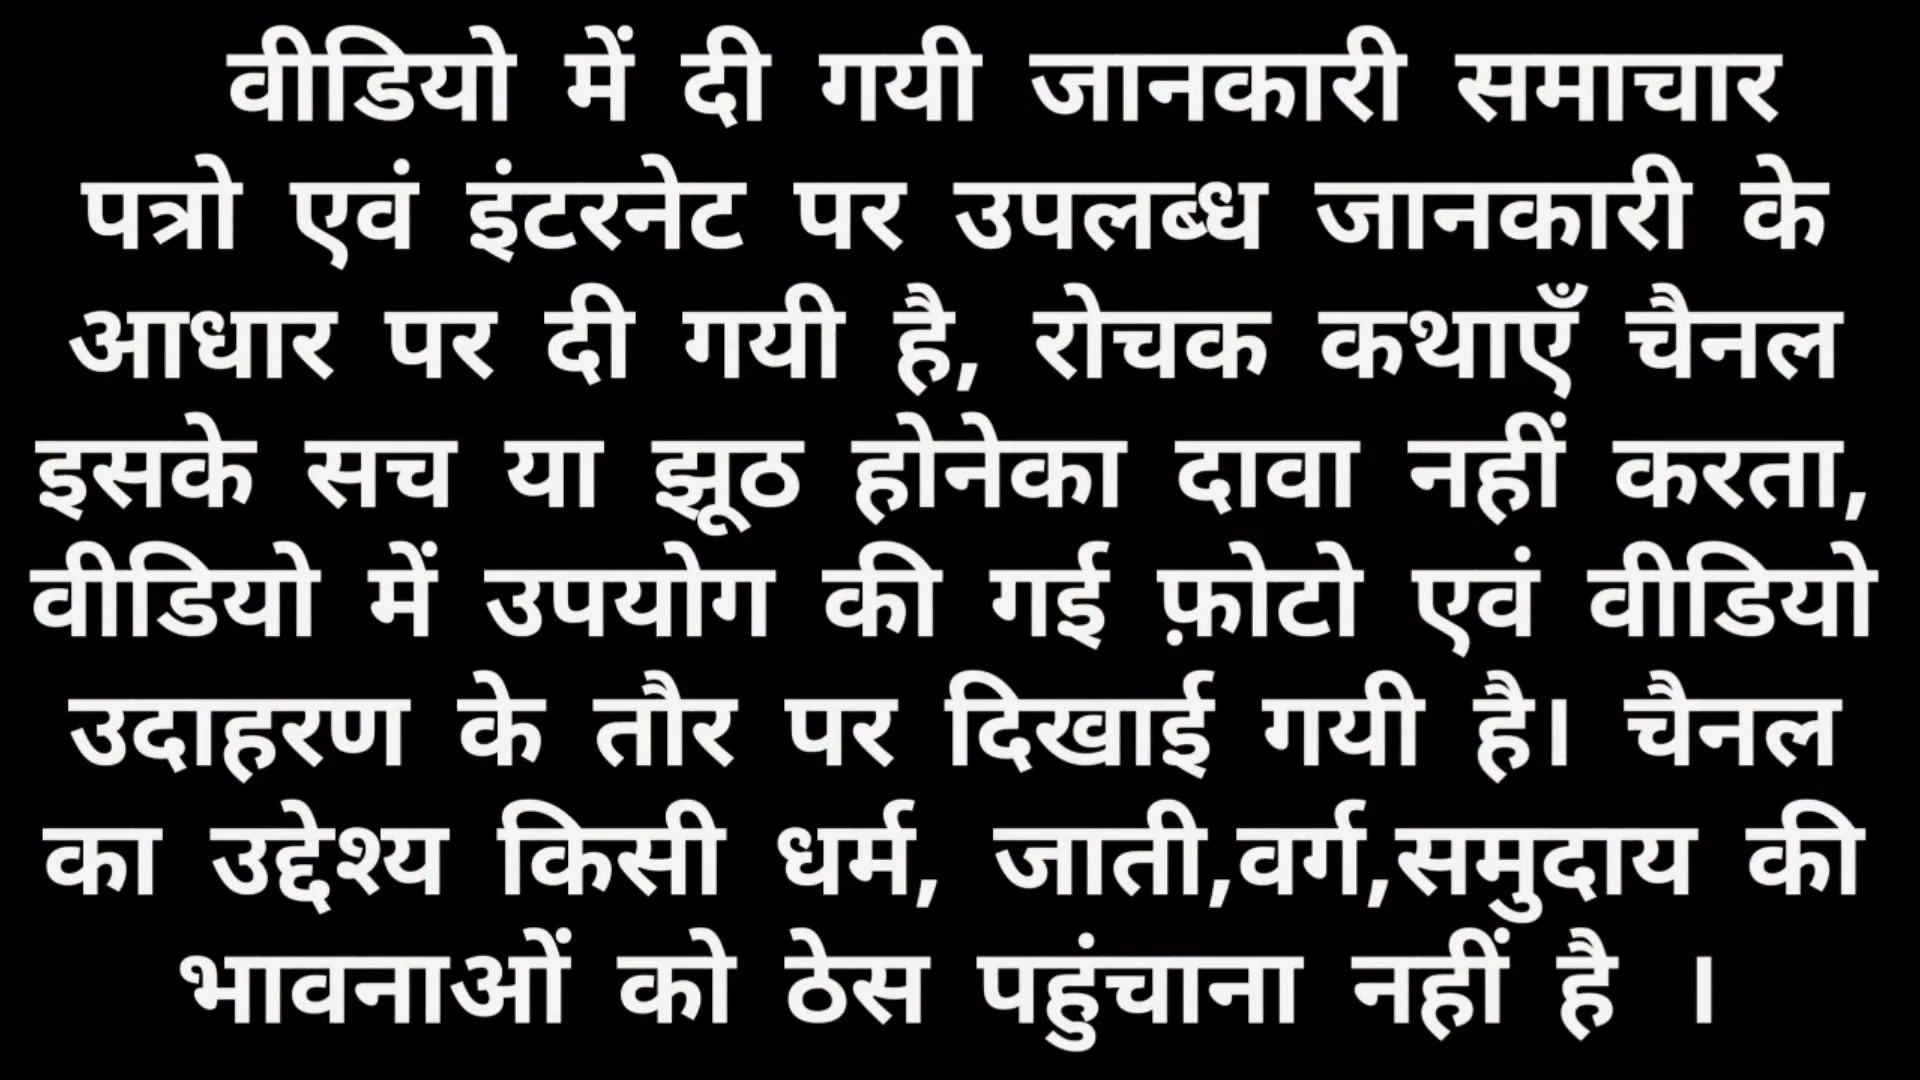 वीडियो में दी गयी जानकारी समाचार
पत्रो एवं इंटरनेट पर उपलब्ध जानकारी के
आधार पर दी गयी है, रोचक कथाएँ चैनल
इसके सच या झूठ होनेका दावा नहीं करता,
वीडियो में उपयोग की गई फ़ोटो एवं वीडियो
उदाहरण के तौर पर दिखाई गयी है। चैनल
का उद्देश्य किसी धर्म, जाती,वर्ग,समुदाय की
भावनाओं को ठेस पहुंचाना नहीं है ।